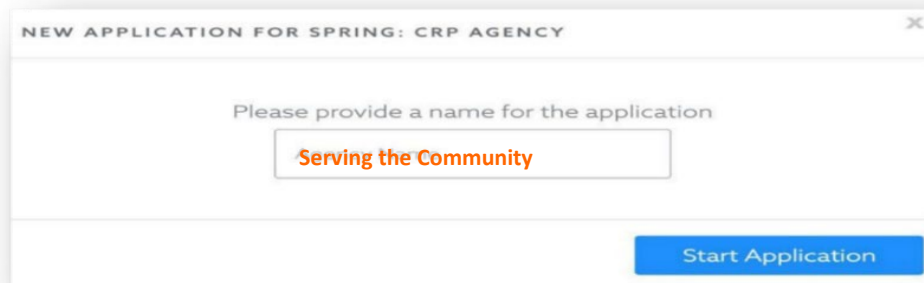 NEW APPLICATION FOR SPRING: CRP AGENCY
Please provide a name for the application
Serving the Community
Start Application